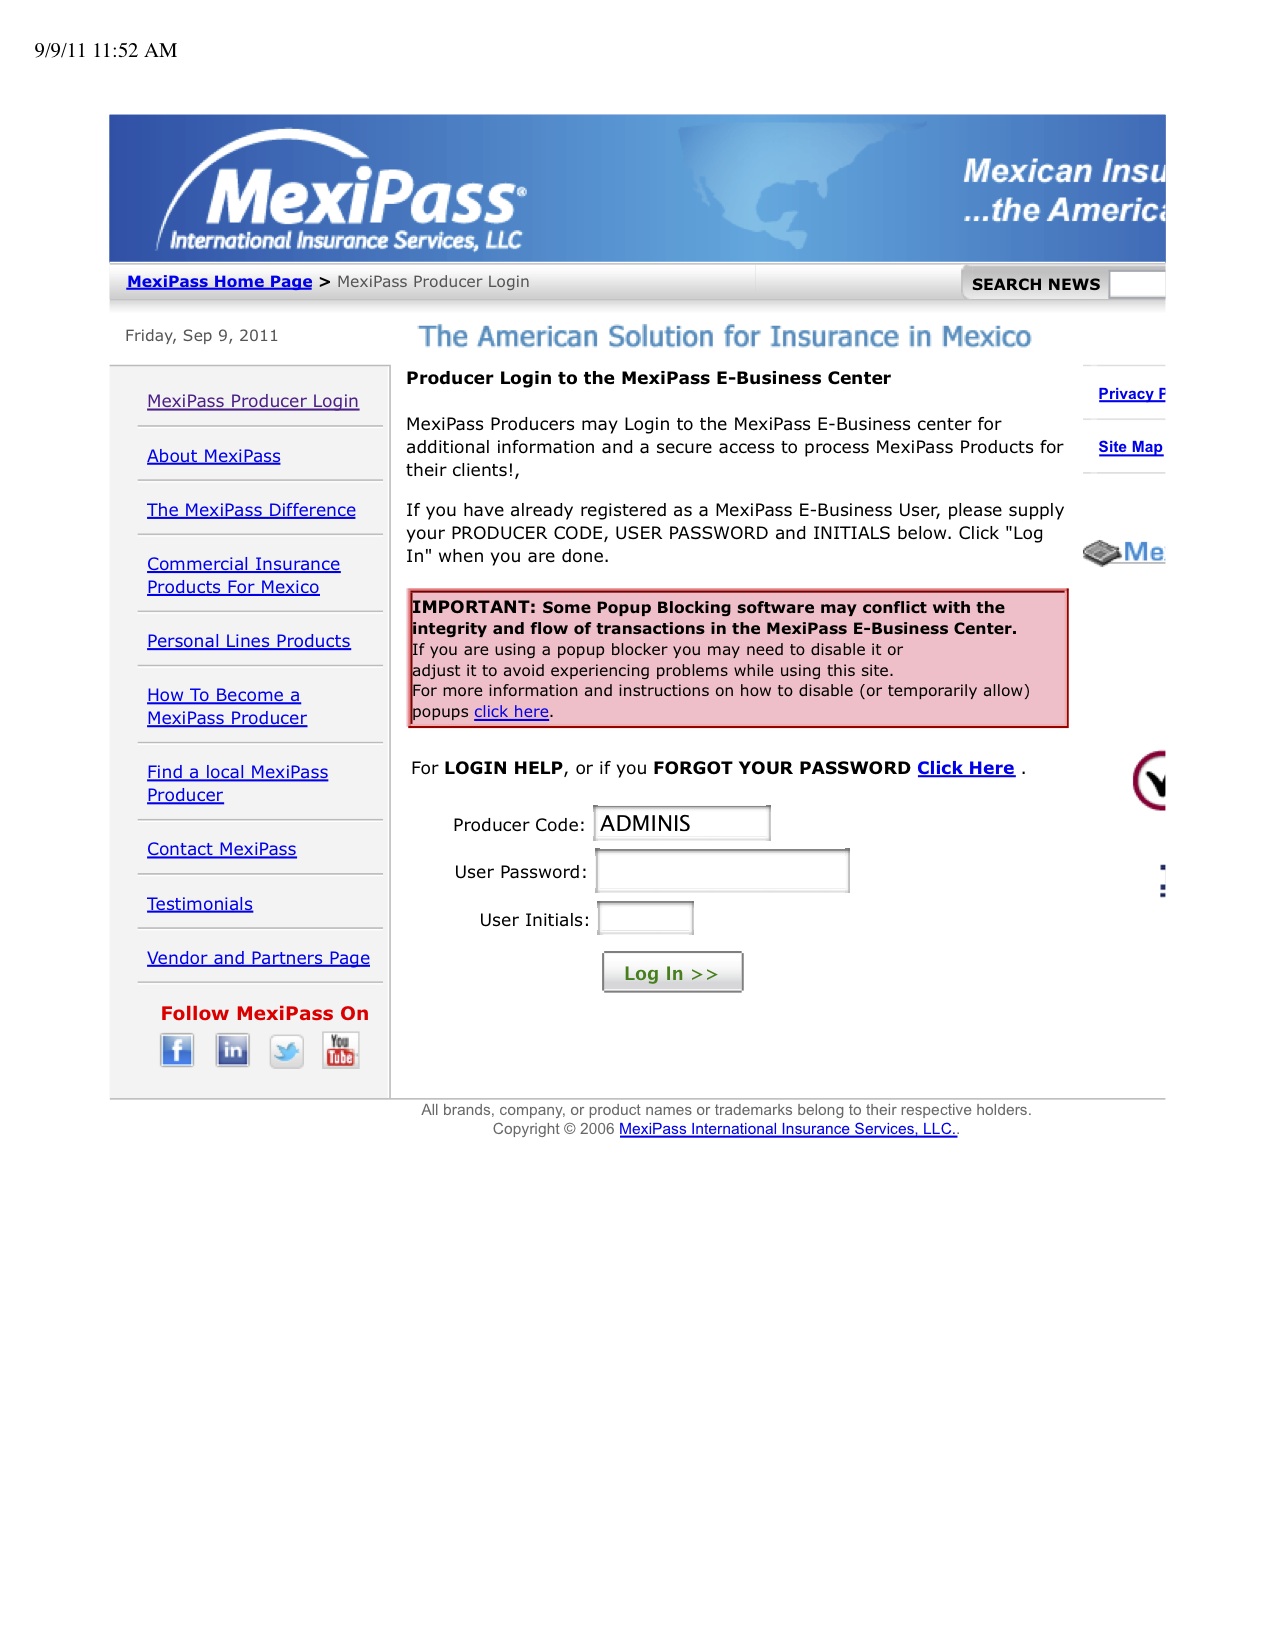 9/9/11 11:52 AM
MexiPass®
International Insurance Services, LLC
Mexican Insu
...the America
MexiPass Home Page > MexiPass Producer Login
SEARCH NEWS
Friday, Sep 9, 2011
The American Solution for Insurance in Mexico
MexiPass Producer Login
About MexiPass
The MexiPass Difference
Commercial Insurance
Products For Mexico
Personal Lines Products
How To Become a
MexiPass Producer
Find a local MexiPass
Producer
Contact MexiPass
Testimonials
Vendor and Partners Page
Follow MexiPass On
f
in
You
Tube
Producer Login to the MexiPass E-Business Center
MexiPass Producers may Login to the MexiPass E-Business center for
additional information and a secure access to process MexiPass Products for
their clients!,
If you have already registered as a MexiPass E-Business User, please supply
your PRODUCER CODE, USER PASSWORD and INITIALS below. Click "Log
In" when you are done.
IMPORTANT: Some Popup Blocking software may conflict with the
integrity and flow of transactions in the MexiPass E-Business Center.
If you are using a popup blocker you may need to disable it or
adjust it to avoid experiencing problems while using this site.
For more information and instructions on how to disable (or temporarily allow)
popups click here.
For LOGIN HELP, or if you FORGOT YOUR PASSWORD Click Here .
Producer Code: ADMINIS
User Password:
User Initials:
Log In >>
Privacy P
Site Map
Me
All brands, company, or product names or trademarks belong to their respective holders.
Copyright © 2006 MexiPass International Insurance Services, LLC..